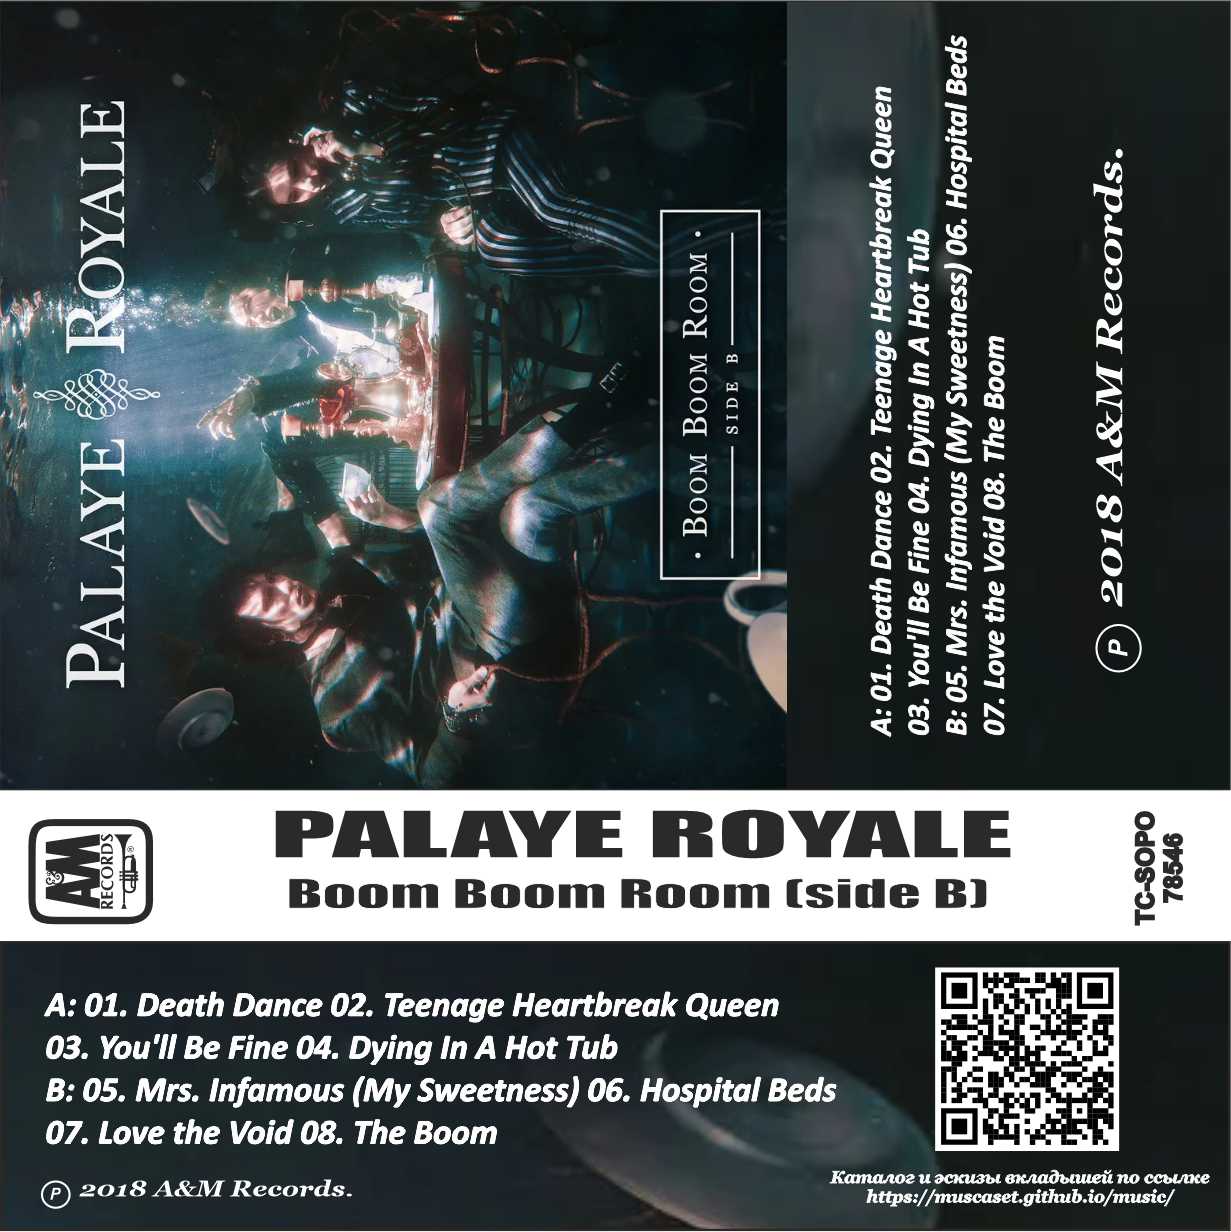 PALAYE ROYALE
· BOOM BOOM ROOM ·
SIDE B
A: 01. Death Dance 02. Teenage Heartbreak Queen
03. You'll Be Fine 04. Dying In A Hot Tub
B: 05. Mrs. Infamous (My Sweetness) 06. Hospital Beds
07. Love the Void 08. The Boom
Ⓟ 2018 A&M Records.
A&M
RECORDS
®
PALAYE ROYALE
Boom Boom Room (side B)
TC-SOPO
78546
A: 01. Death Dance 02. Teenage Heartbreak Queen
03. You'll Be Fine 04. Dying In A Hot Tub
B: 05. Mrs. Infamous (My Sweetness) 06. Hospital Beds
07. Love the Void 08. The Boom
Ⓟ 2018 A&M Records.
Каталог и эскизы вкладышей по ссылке
https://muscaset.github.io/music/